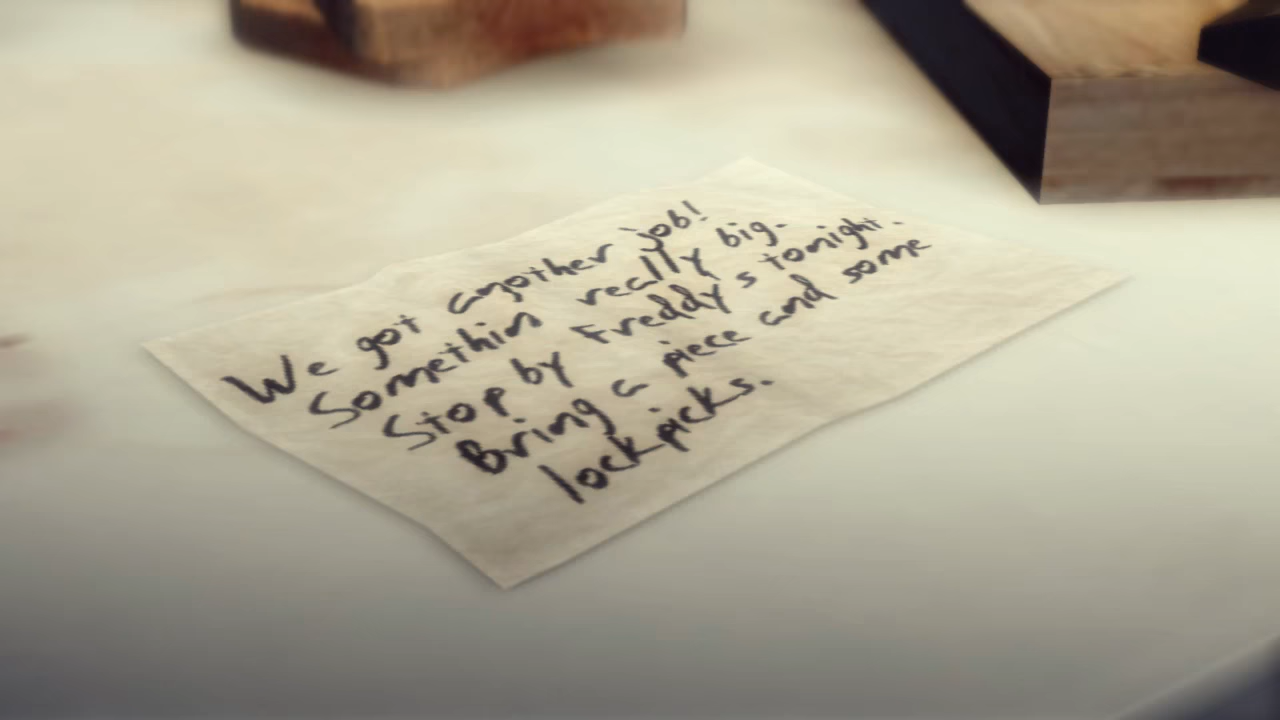 We got another job!
Somethin really big.
Stop by Freddy's tonight.
Bring a piece and some
lockpicks.